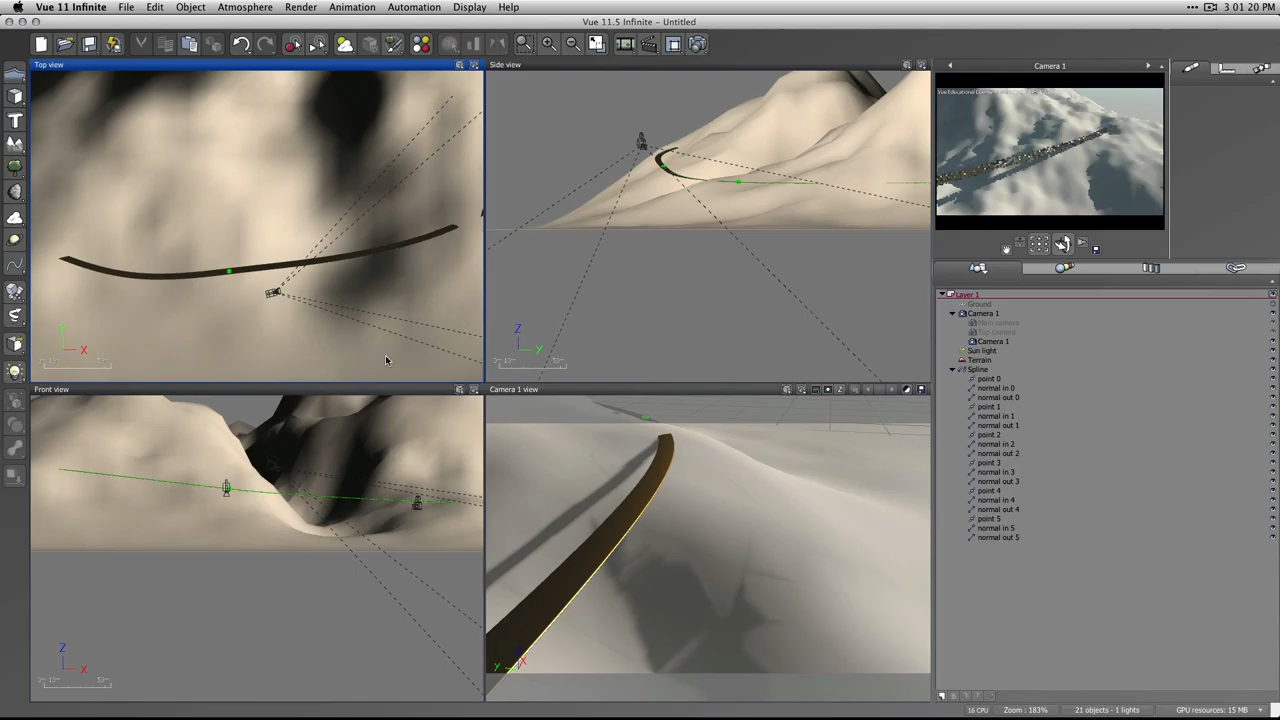 Vue 11 Infinite File Edit Object Atmosphere Render Animation Automation Display Help 3 01 20 PM
Vue 11.5 Infinite - Untitled
Top view
Side view
Camera 1
Vue Educational
Y
X
Z
y
Front view
Camera 1 view
Z
X
y
X
Layer 1
Ground
Camera 1
Main camera
Top camera
Camera 1
Sun light
Terrain
Spline
point 0
normal in 0
normal out 0
point 1
normal in 1
normal out 1
point 2
normal in 2
normal out 2
point 3
normal in 3
normal out 3
point 4
normal in 4
normal out 4
point 5
normal in 5
normal out 5
16 CPU Zoom : 183% 21 objects - 1 lights GPU resources: 15 MB